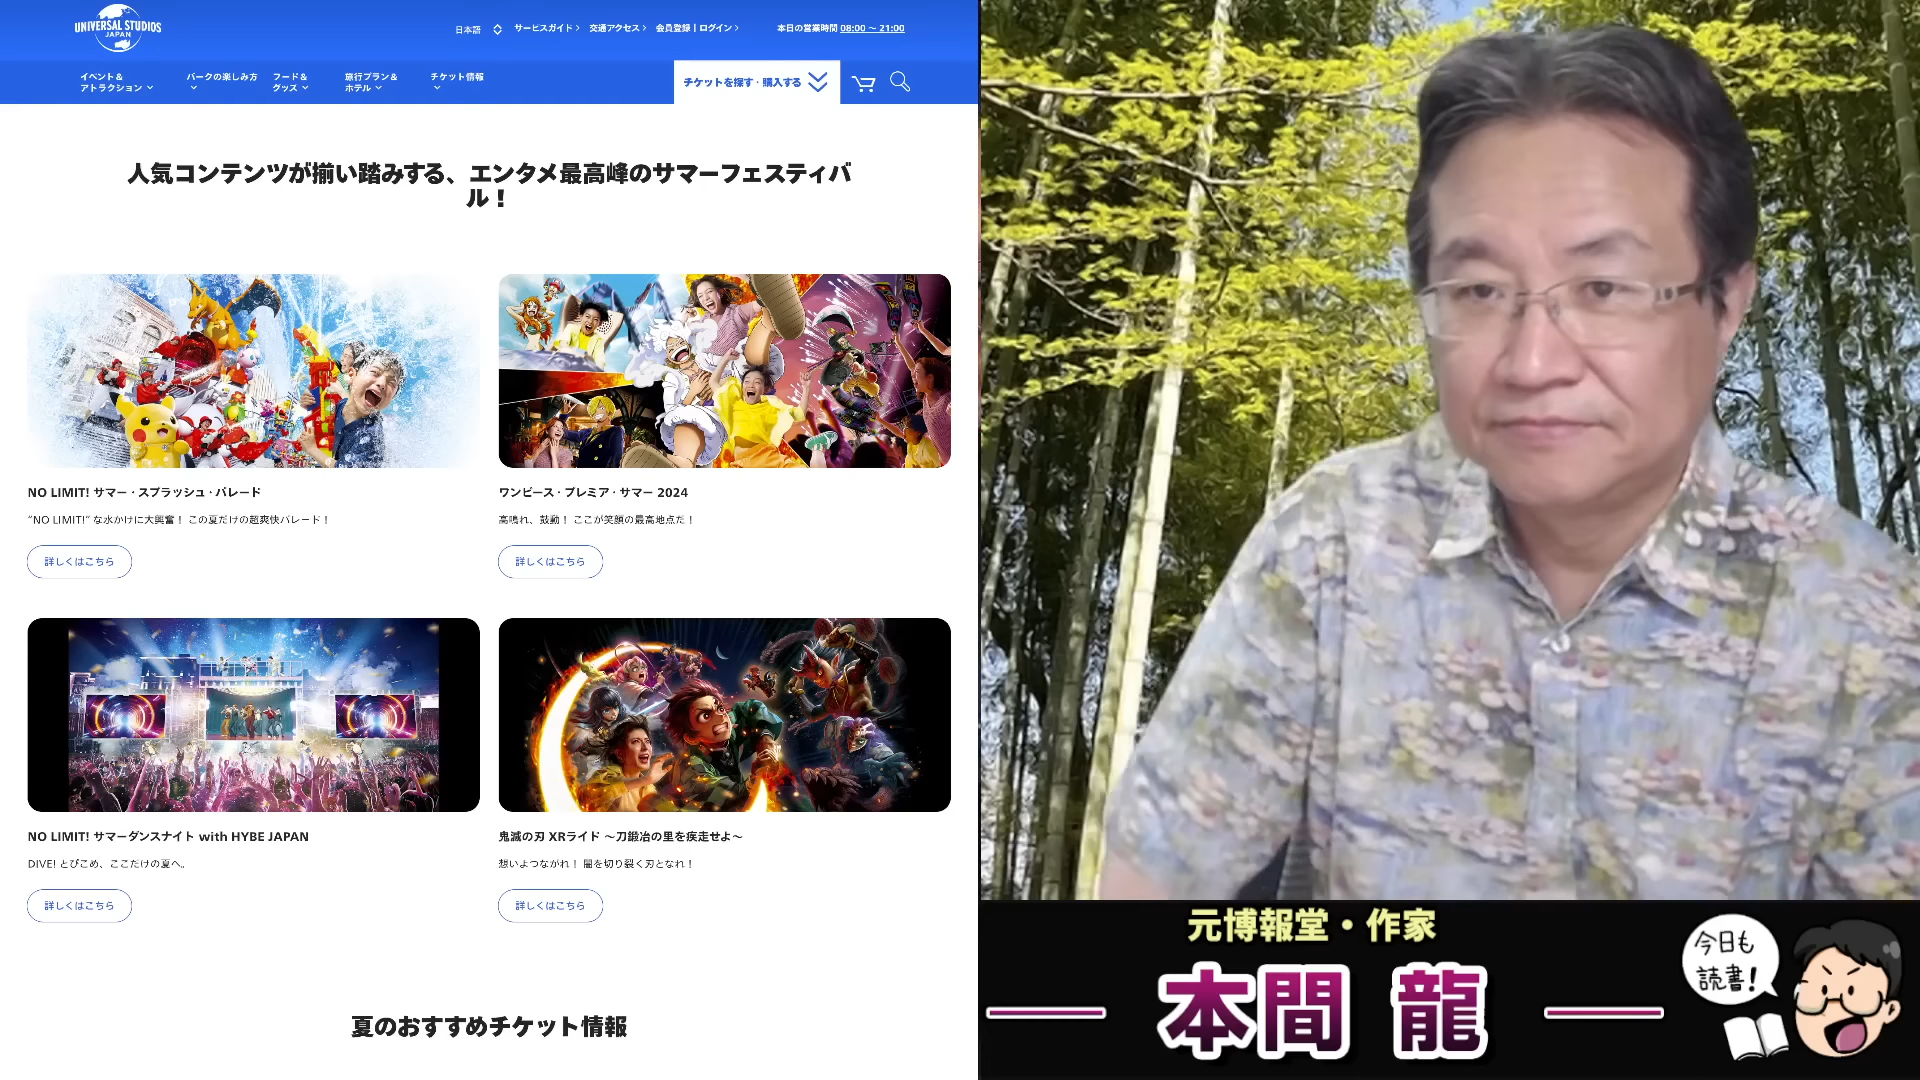 UNIVERSAL STUDIOS
JAPAN
日本語
サービスガイド
交通アクセス
会員登録 | ログイン
本日の営業時間 08:00 〜 21:00
イベント&
アトラクション
パークの楽しみ方
フード&
グッズ
旅行プラン&
ホテル
チケット情報
チケットを探す・購入する
人気コンテンツが揃い踏みする、エンタメ最高峰のサマーフェスティバ
ル！
NO LIMIT! サマー・スプラッシュ・パレード
“NO LIMIT!” な水かけに大興奮！ この夏だけの超爽快パレード！
詳しくはこちら
ワンピース・プレミア・サマー 2024
高鳴れ、鼓動！ ここが笑顔の最高地点だ！
詳しくはこちら
NO LIMIT! サマーダンスナイト with HYBE JAPAN
DIVE! とびこめ、ここだけの夏へ。
詳しくはこちら
鬼滅の刃 XRライド 〜刀鍛冶の里を疾走せよ〜
想いよつながれ！ 闇を切り裂く刃となれ！
詳しくはこちら
夏のおすすめチケット情報
元博報堂・作家
本間 龍
今日も
読書!